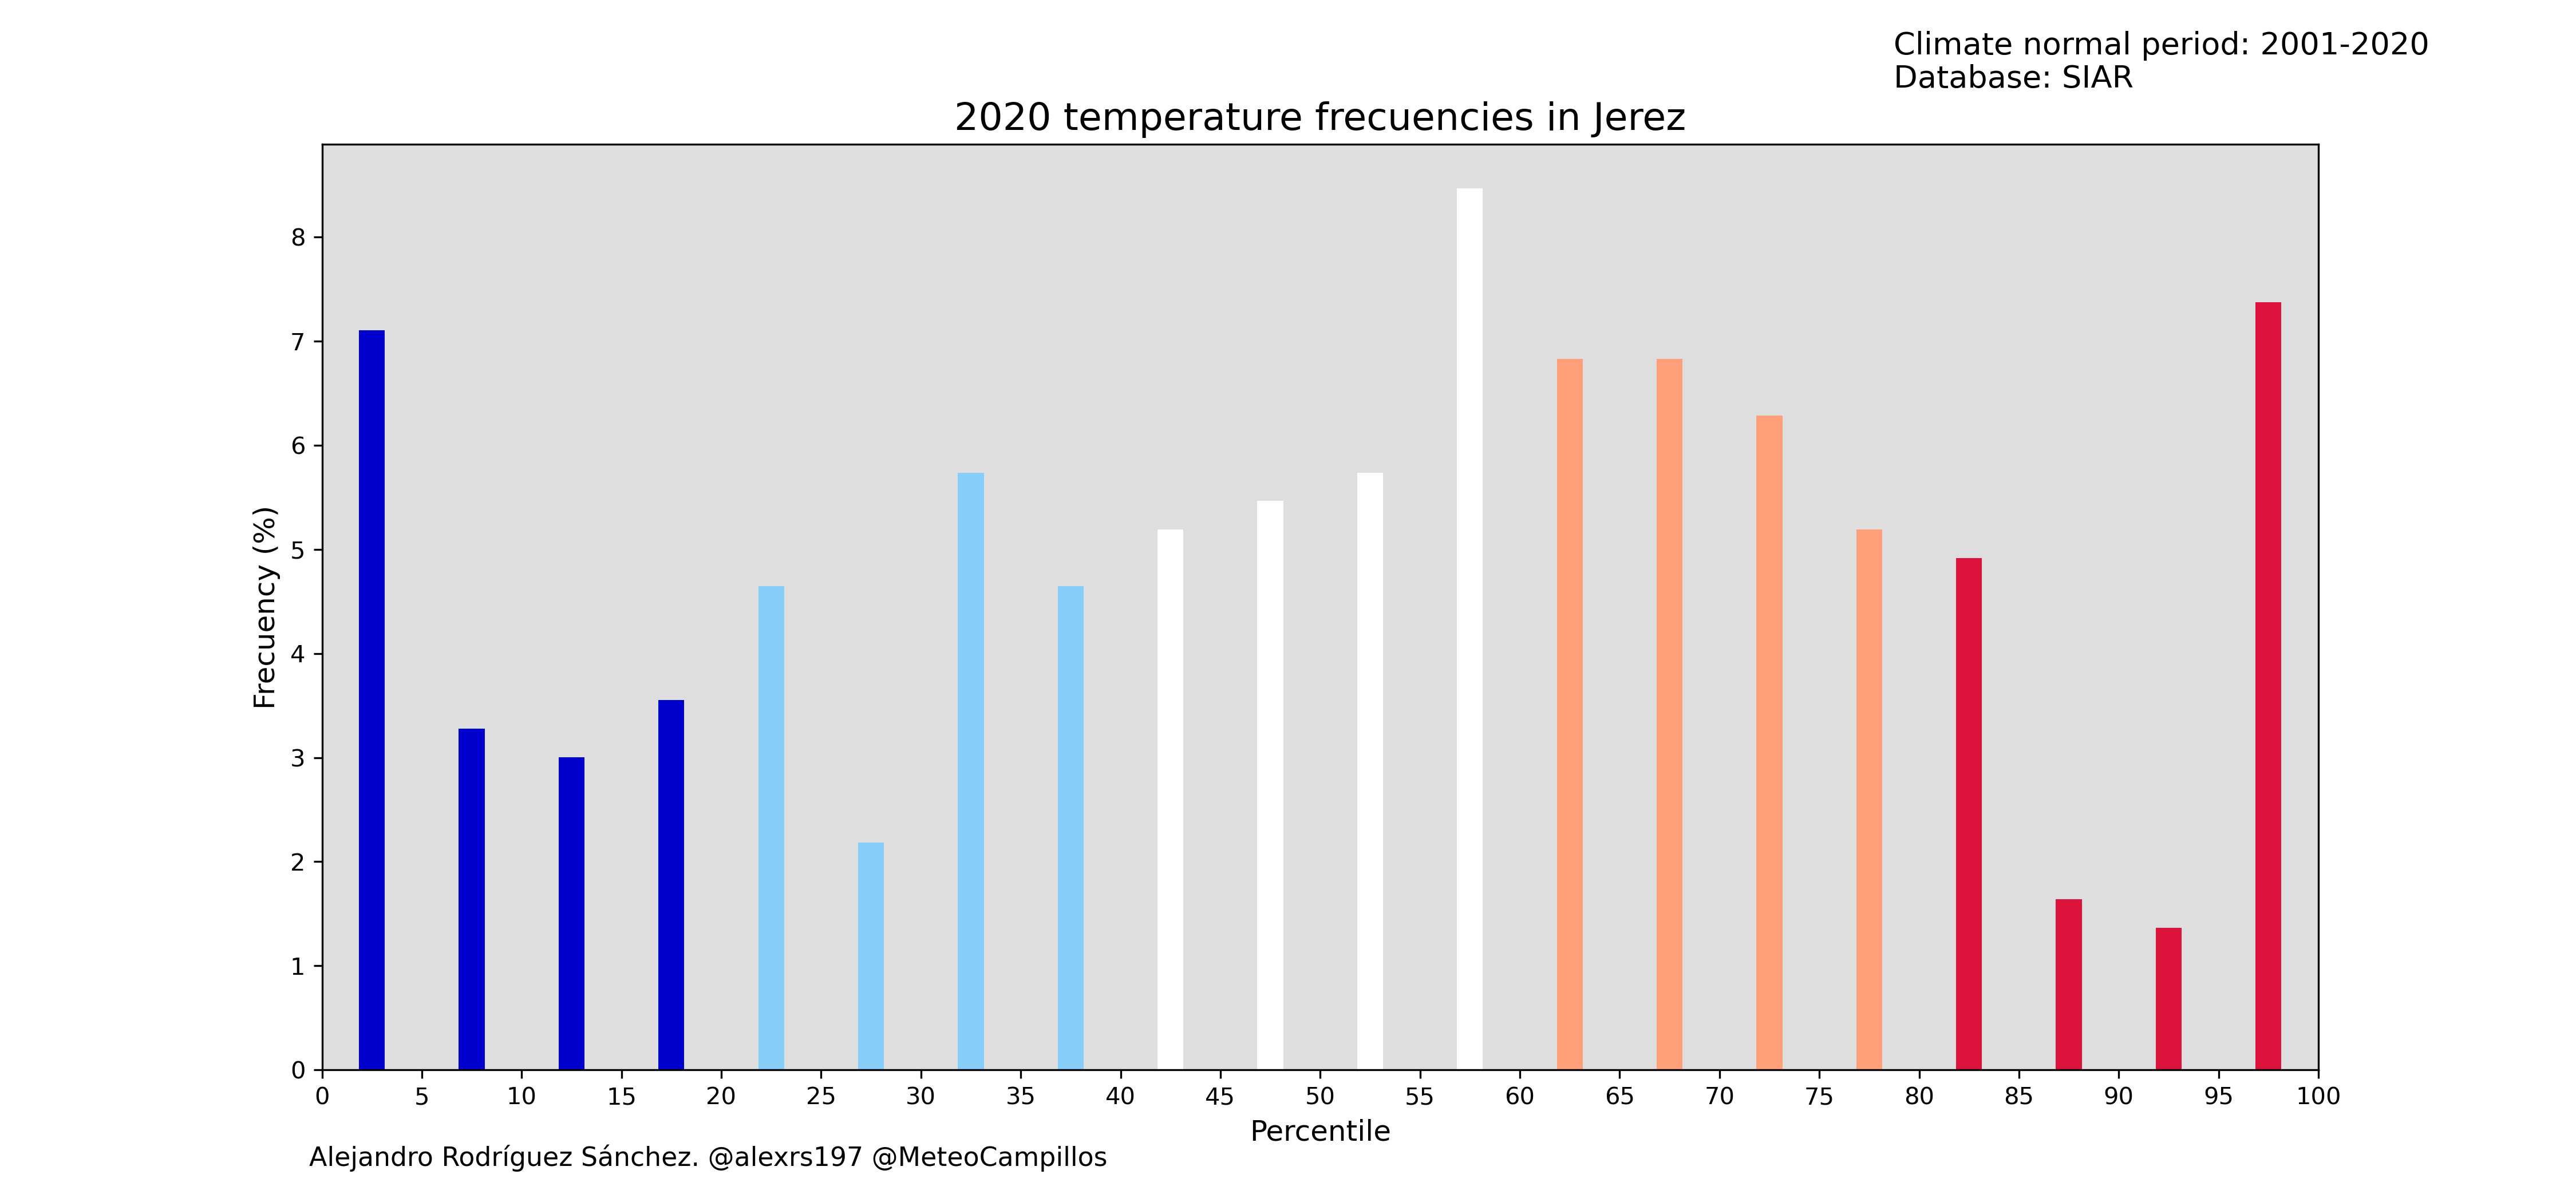 Climate normal period: 2001-2020
Database: SIAR
2020 temperature frecuencies in Jerez
Frecuency (%)
8
7
6
5
4
3
2
1
0
0 5 10 15 20 25 30 35 40 45 50 55 60 65 70 75 80 85 90 95 100
Percentile
Alejandro Rodríguez Sánchez. @alexrs197 @MeteoCampillos